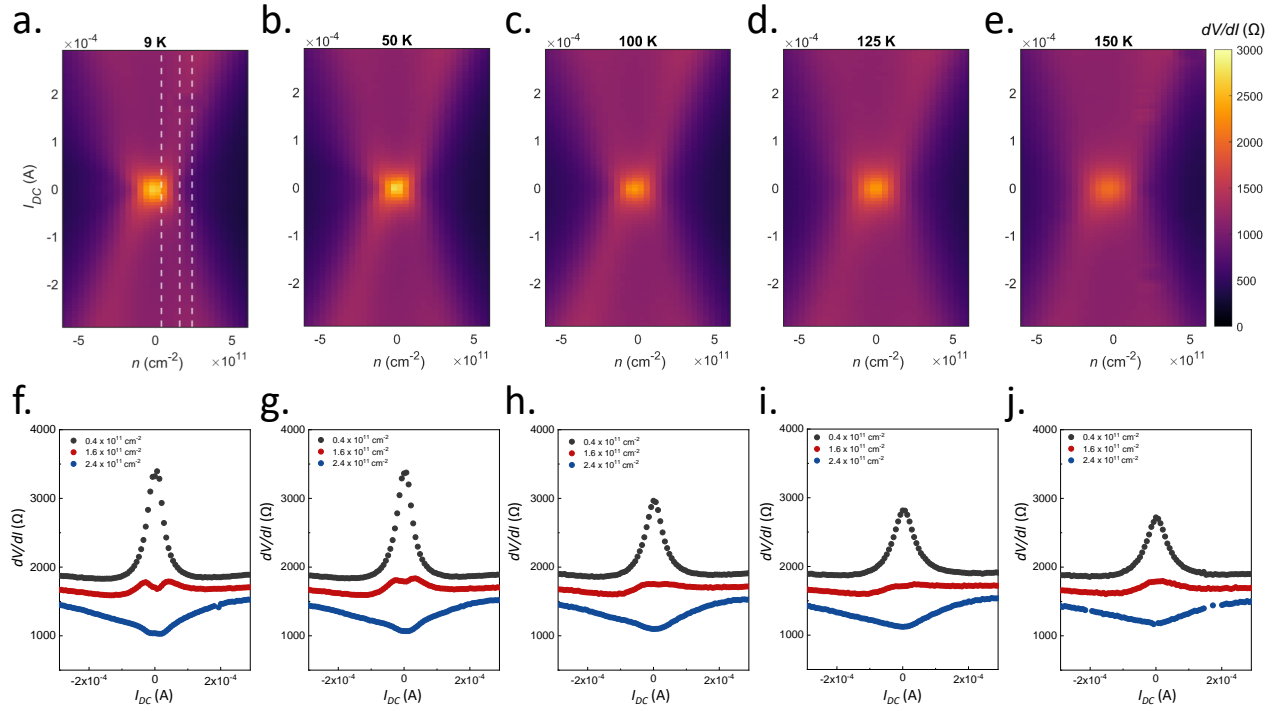 a.
×10⁻⁴
9 K
2
1
0
-1
-2
I_DC (A)
-5
0
5
n (cm⁻²)
×10¹¹
b.
×10⁻⁴
50 K
2
1
0
-1
-2
-5
0
5
n (cm⁻²)
×10¹¹
c.
×10⁻⁴
100 K
2
1
0
-1
-2
-5
0
5
n (cm⁻²)
×10¹¹
d.
×10⁻⁴
125 K
2
1
0
-1
-2
-5
0
5
n (cm⁻²)
×10¹¹
e.
×10⁻⁴
150 K
2
1
0
-1
-2
-5
0
5
n (cm⁻²)
×10¹¹
dV/dI
(Ω)
3000
2500
2000
1500
1000
500
0
f.
4000
3000
2000
1000
dV/dI (Ω)
0.4 x 10¹¹ cm⁻²
1.6 x 10¹¹ cm⁻²
2.4 x 10¹¹ cm⁻²
-2x10⁻⁴
0
2x10⁻⁴
I_DC (A)
g.
4000
3000
2000
1000
dV/dI (Ω)
0.4 x 10¹¹ cm⁻²
1.6 x 10¹¹ cm⁻²
2.4 x 10¹¹ cm⁻²
-2x10⁻⁴
0
2x10⁻⁴
I_DC (A)
h.
4000
3000
2000
1000
dV/dI (Ω)
0.4 x 10¹¹ cm⁻²
1.6 x 10¹¹ cm⁻²
2.4 x 10¹¹ cm⁻²
-2x10⁻⁴
0
2x10⁻⁴
I_DC (A)
i.
4000
3000
2000
1000
dV/dI (Ω)
0.4 x 10¹¹ cm⁻²
1.6 x 10¹¹ cm⁻²
2.4 x 10¹¹ cm⁻²
-2x10⁻⁴
0
2x10⁻⁴
I_DC (A)
j.
4000
3000
2000
1000
dV/dI (Ω)
0.4 x 10¹¹ cm⁻²
1.6 x 10¹¹ cm⁻²
2.4 x 10¹¹ cm⁻²
-2x10⁻⁴
0
2x10⁻⁴
I_DC (A)